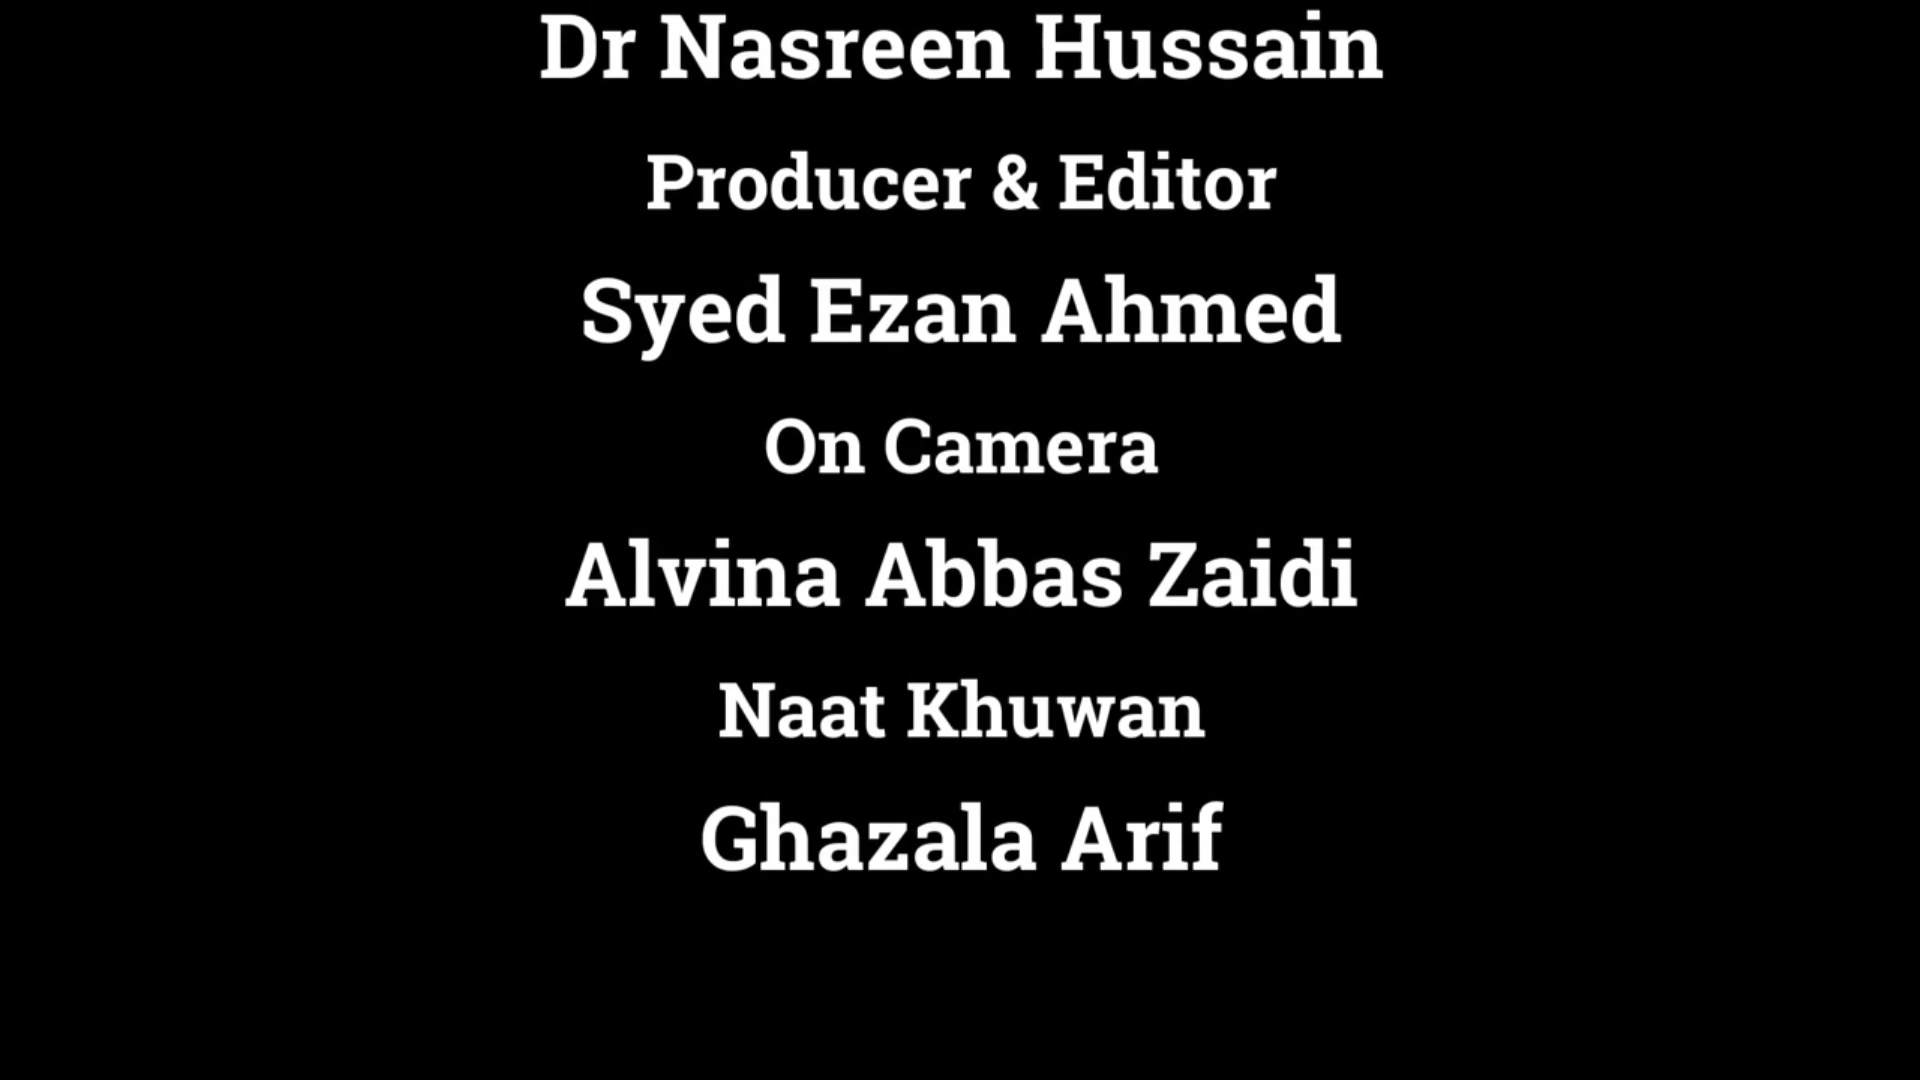 Dr Nasreen Hussain
Producer & Editor
Syed Ezan Ahmed
On Camera
Alvina Abbas Zaidi
Naat Khuwan
Ghazala Arif